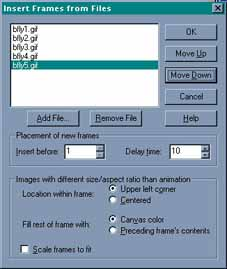 Insert Frames from Files
bfly1.gif
bfly2.gif
bfly3.gif
bfly4.gif
bfly5.gif
OK
Move Up
Move Down
Cancel
Add File... Remove File Help
Placement of new frames
Insert before: 1 Delay time: 10
Images with different size/aspect ratio than animation
Location within frame: Upper left corner
Centered
Fill rest of frame with: Canvas color
Preceding frame's contents
Scale frames to fit